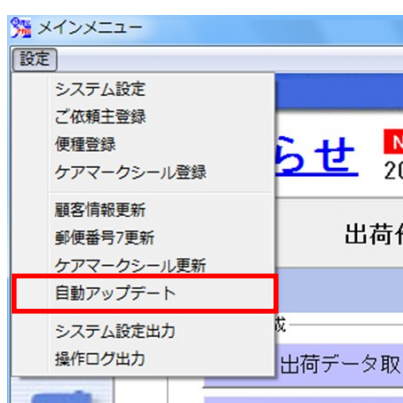 メインメニュー
設定
システム設定
ご依頼主登録
便種登録
ケアマークシール登録
らせ
顧客情報更新
郵便番号7更新
出荷
ケアマークシール更新
自動アップデート
システム設定出力
操作ログ出力
出荷データ取